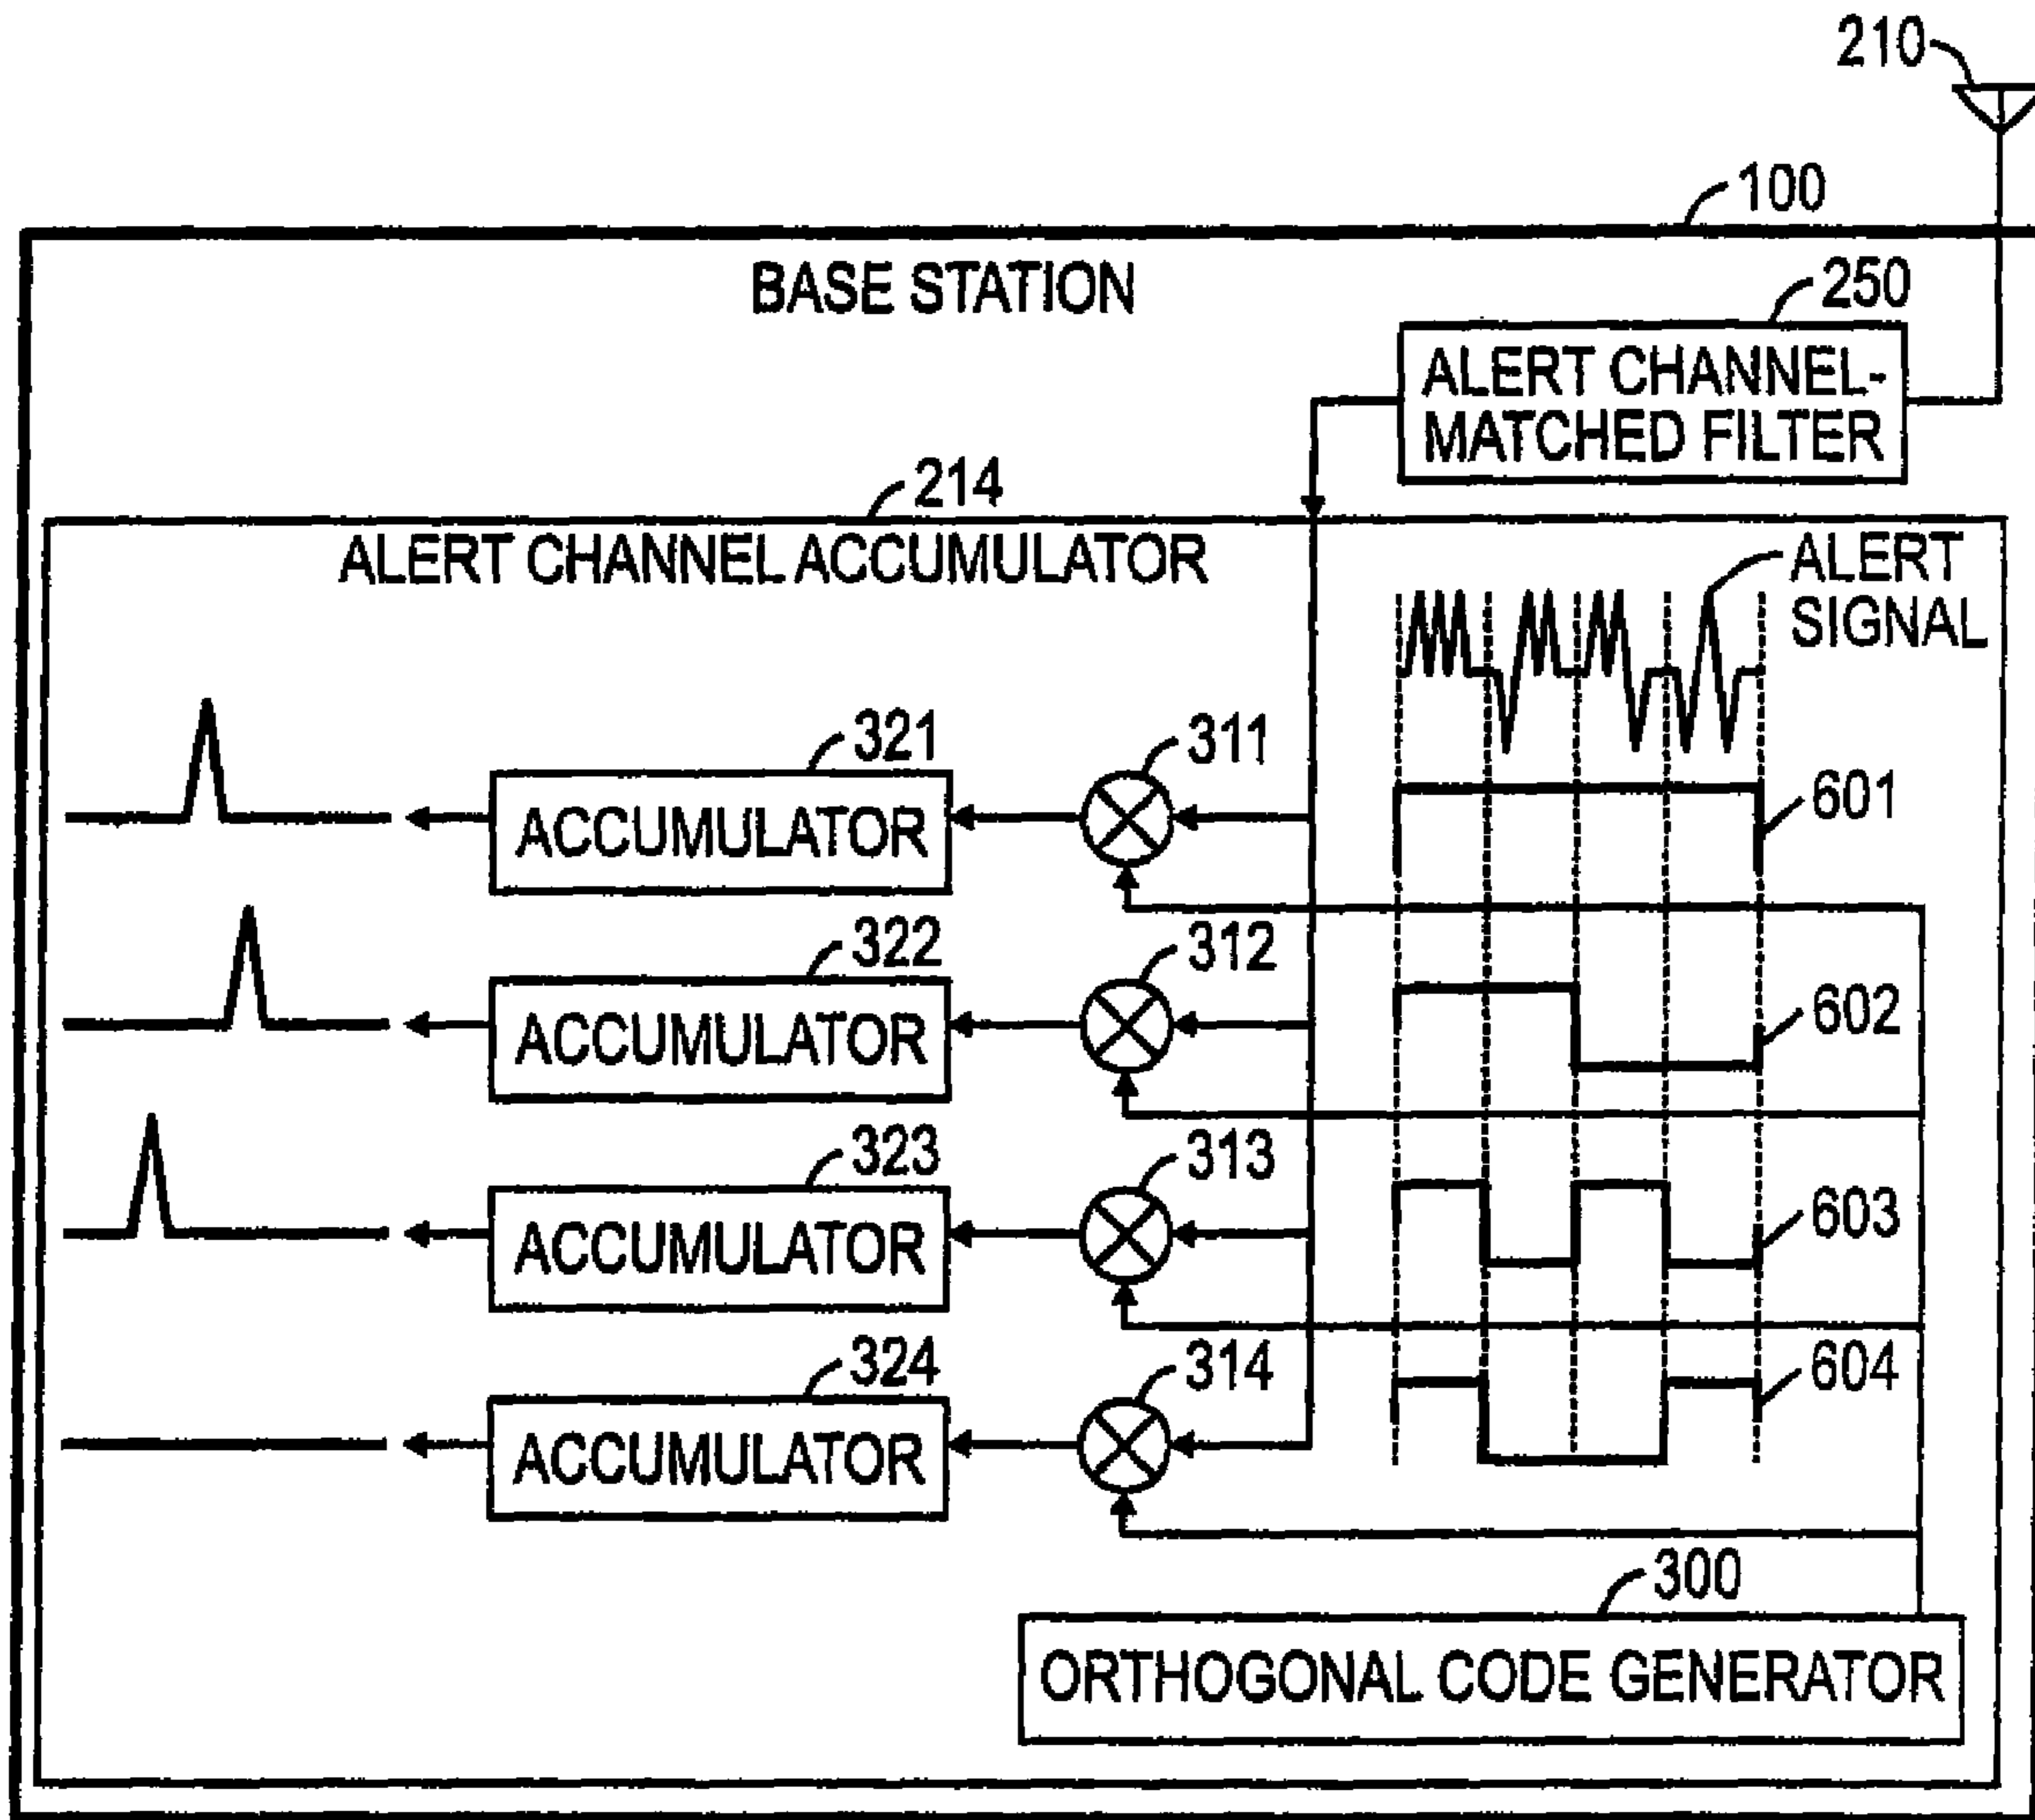 210
100
BASE STATION
250
ALERT CHANNEL-
MATCHED FILTER
214
ALERT CHANNEL ACCUMULATOR
ALERT
SIGNAL
321
ACCUMULATOR
311
601
322
ACCUMULATOR
312
602
323
ACCUMULATOR
313
603
324
ACCUMULATOR
314
604
300
ORTHOGONAL CODE GENERATOR